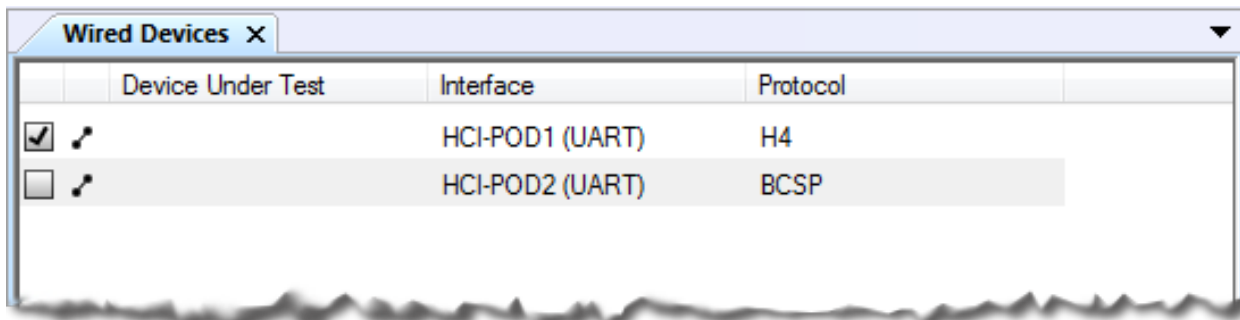 Wired Devices X
Device Under Test Interface Protocol
HCI-POD1 (UART) H4
HCI-POD2 (UART) BCSP